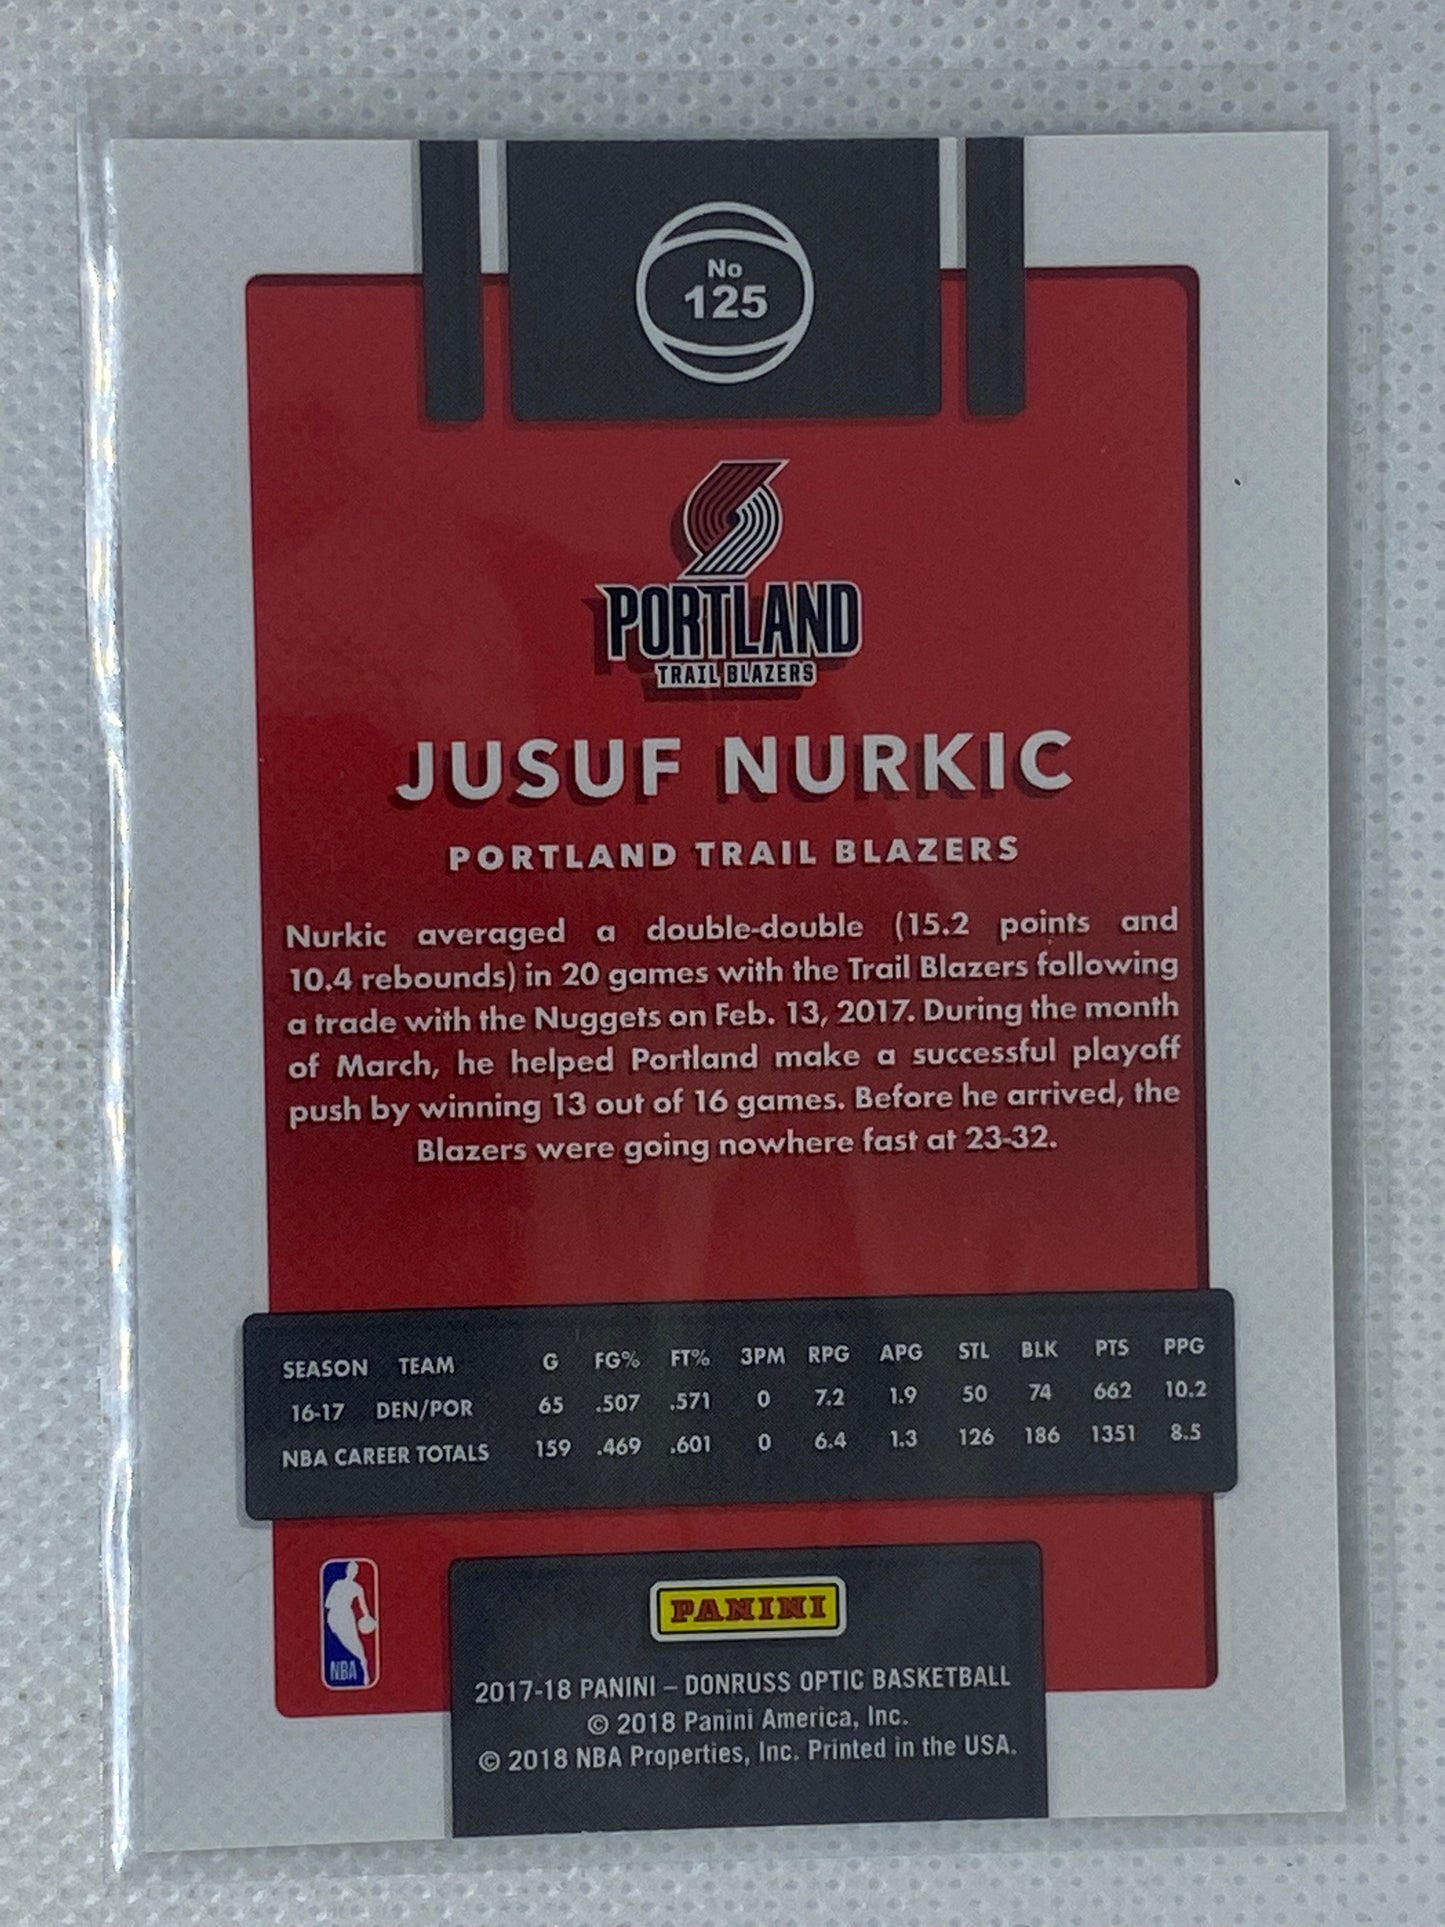 No
125
PORTLAND
TRAIL BLAZERS
JUSUF NURKIC
PORTLAND TRAIL BLAZERS
Nurkic averaged a double-double (15.2 points and
10.4 rebounds) in 20 games with the Trail Blazers following
a trade with the Nuggets on Feb. 13, 2017. During the month
of March, he helped Portland make a successful playoff
push by winning 13 out of 16 games. Before he arrived, the
Blazers were going nowhere fast at 23-32.
SEASON TEAM G FG% FT% 3PM RPG APG STL BLK PTS PPG
16-17 DEN/POR 65 .507 .571 0 7.2 1.9 50 74 662 10.2
NBA CAREER TOTALS 159 .469 .601 0 6.4 1.3 126 186 1351 8.5
NBA
PANINI
2017-18 PANINI – DONRUSS OPTIC BASKETBALL
© 2018 Panini America, Inc.
© 2018 NBA Properties, Inc. Printed in the USA.